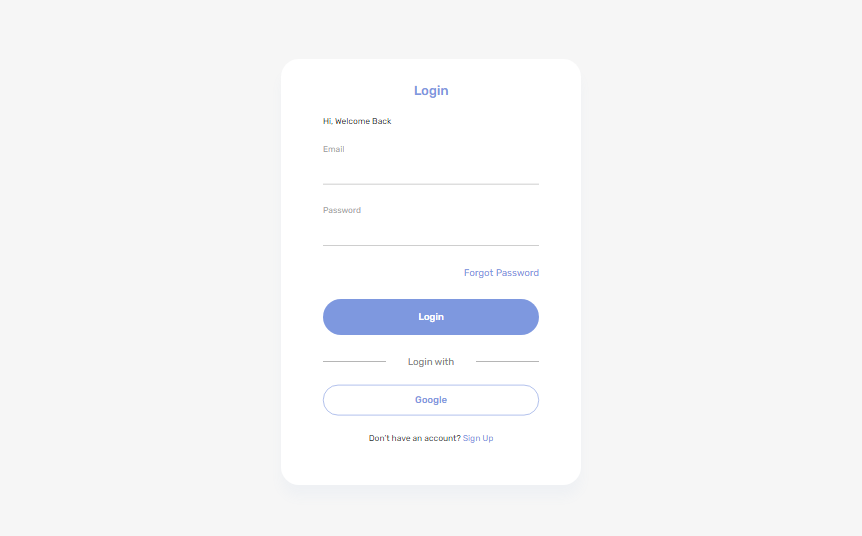 Login
Hi, Welcome Back
Email
Password
Forgot Password
Login
Login with
Google
Don't have an account? Sign Up